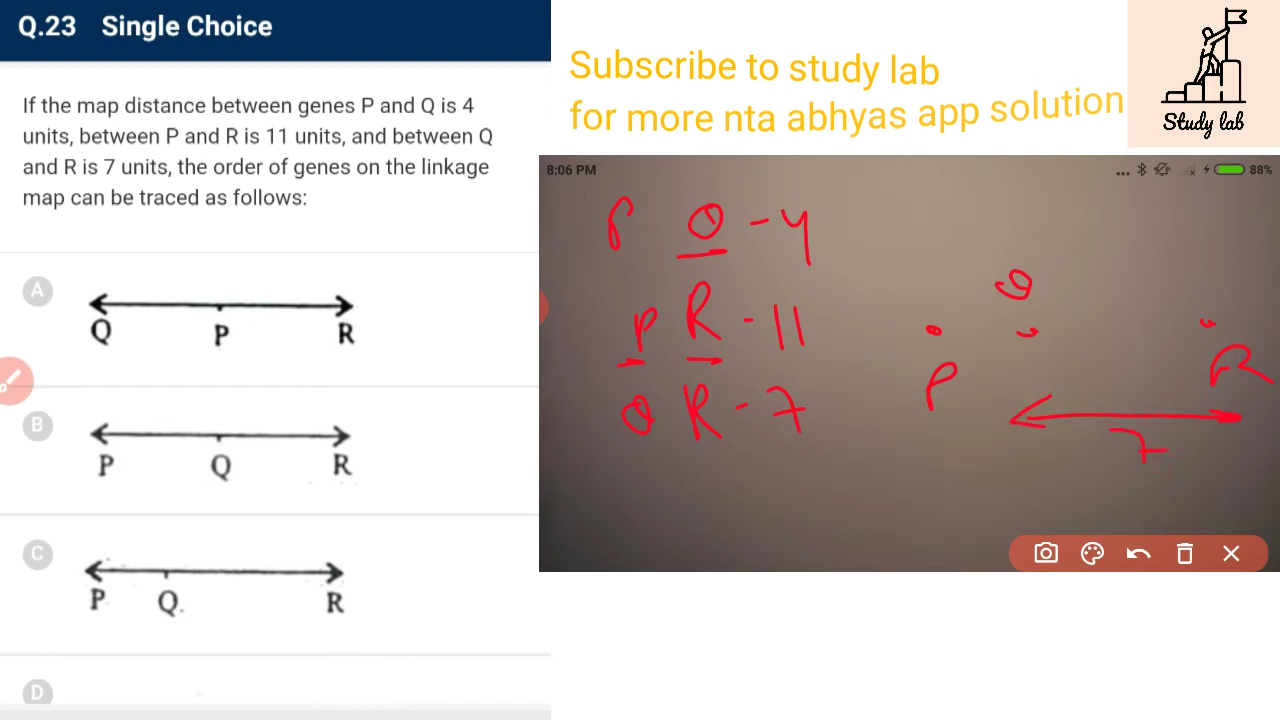 Q.23 Single Choice
If the map distance between genes P and Q is 4
units, between P and R is 11 units, and between Q
and R is 7 units, the order of genes on the linkage
map can be traced as follows:
A
Q P R
B
P Q R
C
P. Q. R
D
Subscribe to study lab
for more nta abhyas app solution
Study lab
8:06 PM
... 88%
P Q - 4
P R - 11
Q R - 7
Q
P R
7